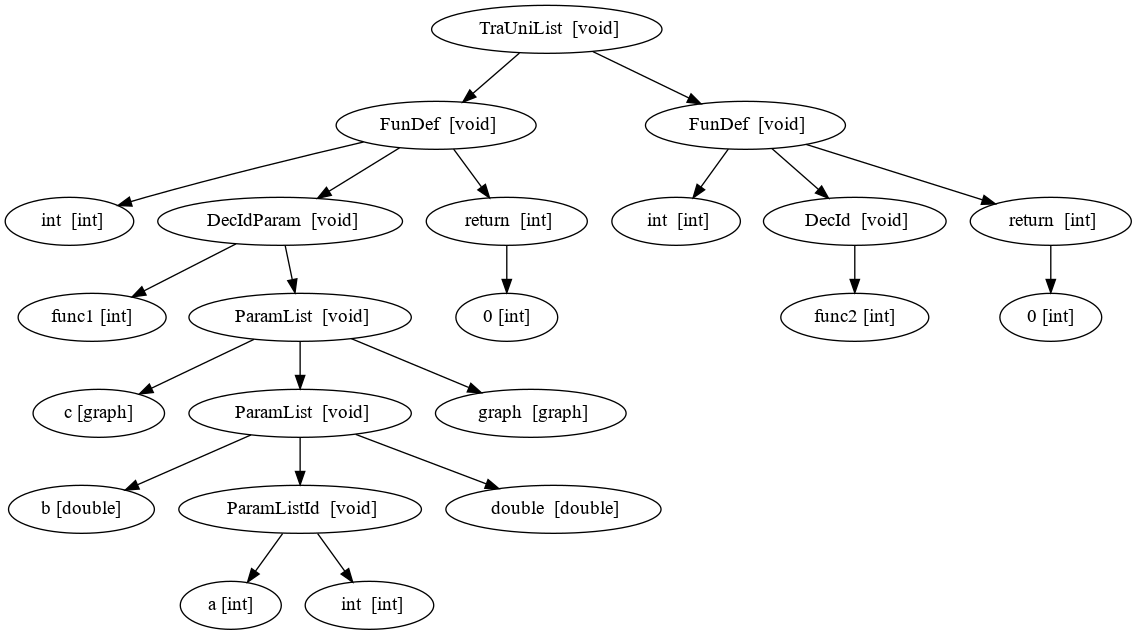 TraUniList [void]
FunDef [void]
FunDef [void]
int [int]
DecIdParam [void]
return [int]
int [int]
DecId [void]
return [int]
func1 [int]
ParamList [void]
0 [int]
func2 [int]
0 [int]
c [graph]
ParamList [void]
graph [graph]
b [double]
ParamListId [void]
double [double]
a [int]
int [int]